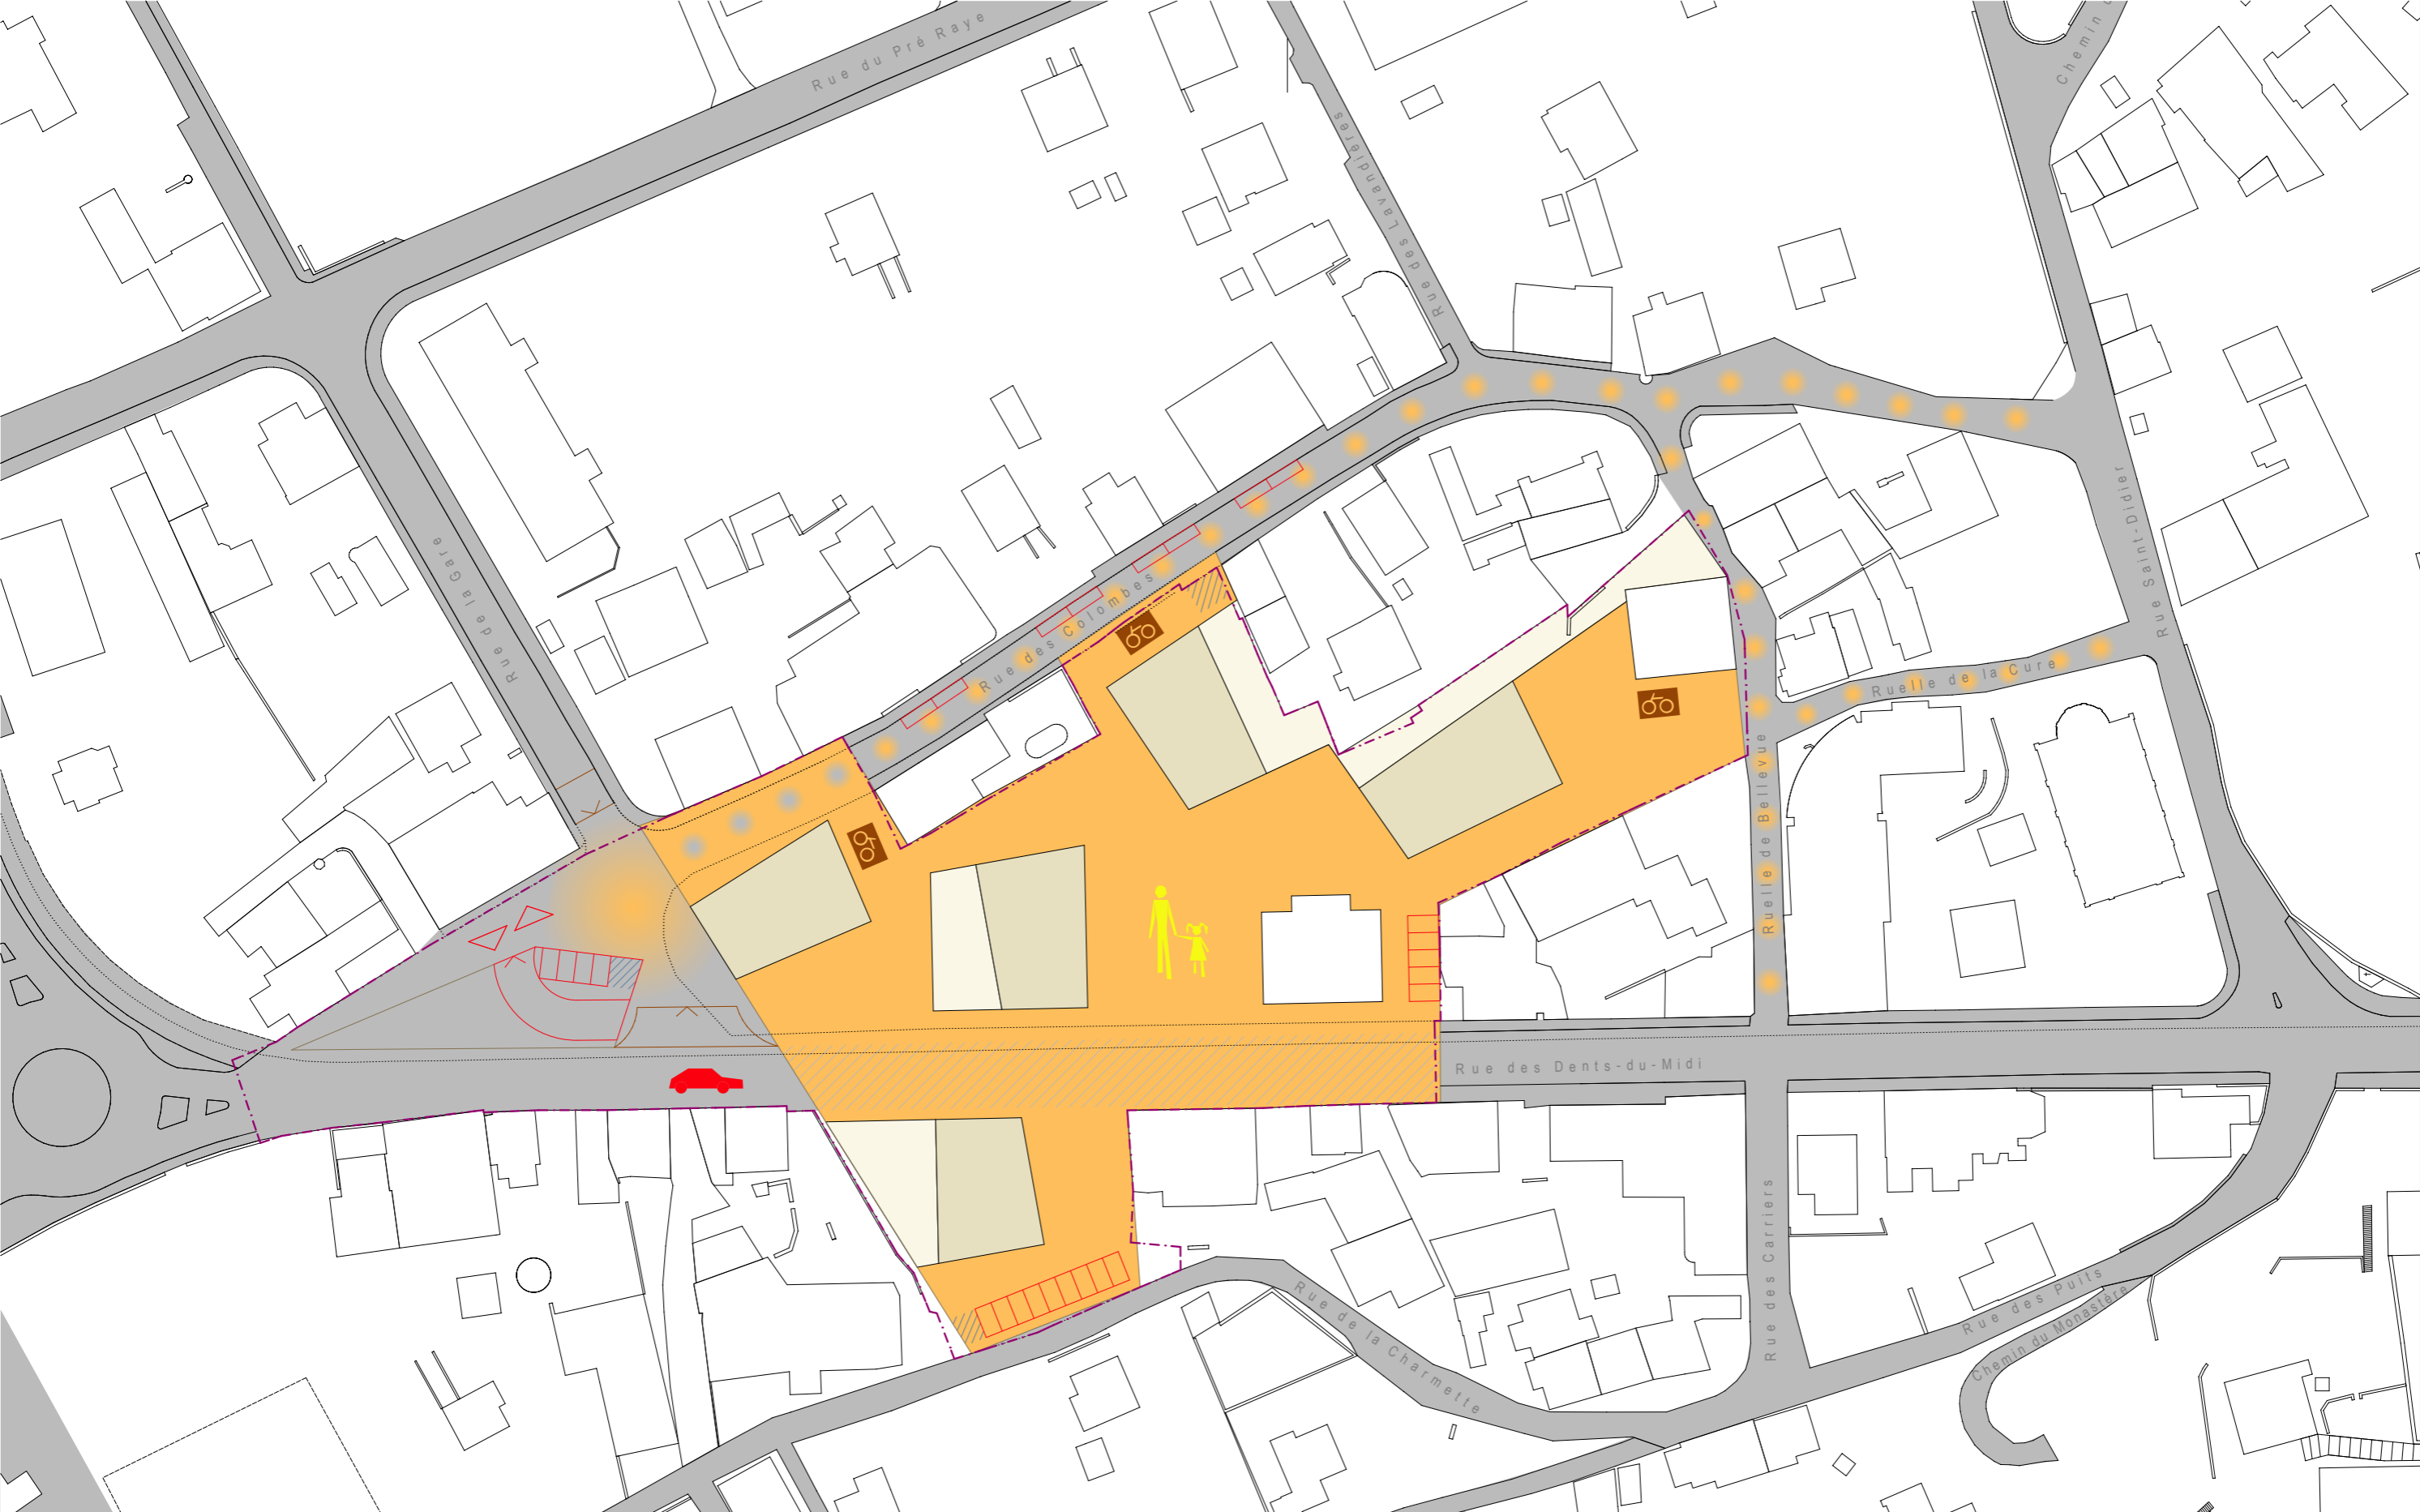 Rue du Pré Raye
Chemin
Rue des Lavandières
Rue de la Gare
Rue des Colombes
Rue Saint-Didier
Ruelle de la Cure
Ruelle de Bellevue
Rue des Dents-du-Midi
Rue des Carriers
Rue de la Charmette
Rue des Puits
Chemin du Monastère